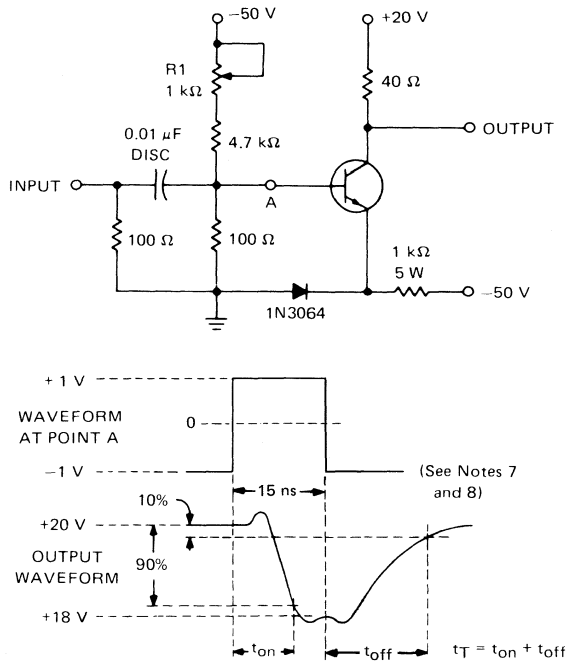 −50 V
+20 V
R1
1 kΩ
40 Ω
0.01 μF
DISC
4.7 kΩ
OUTPUT
INPUT
A
100 Ω
100 Ω
1 kΩ
5 W
−50 V
1N3064
+1 V
WAVEFORM
AT POINT A
0
−1 V
(See Notes 7
and 8)
15 ns
10%
+20 V
OUTPUT
WAVEFORM
90%
+18 V
ton
toff
tT = ton + toff